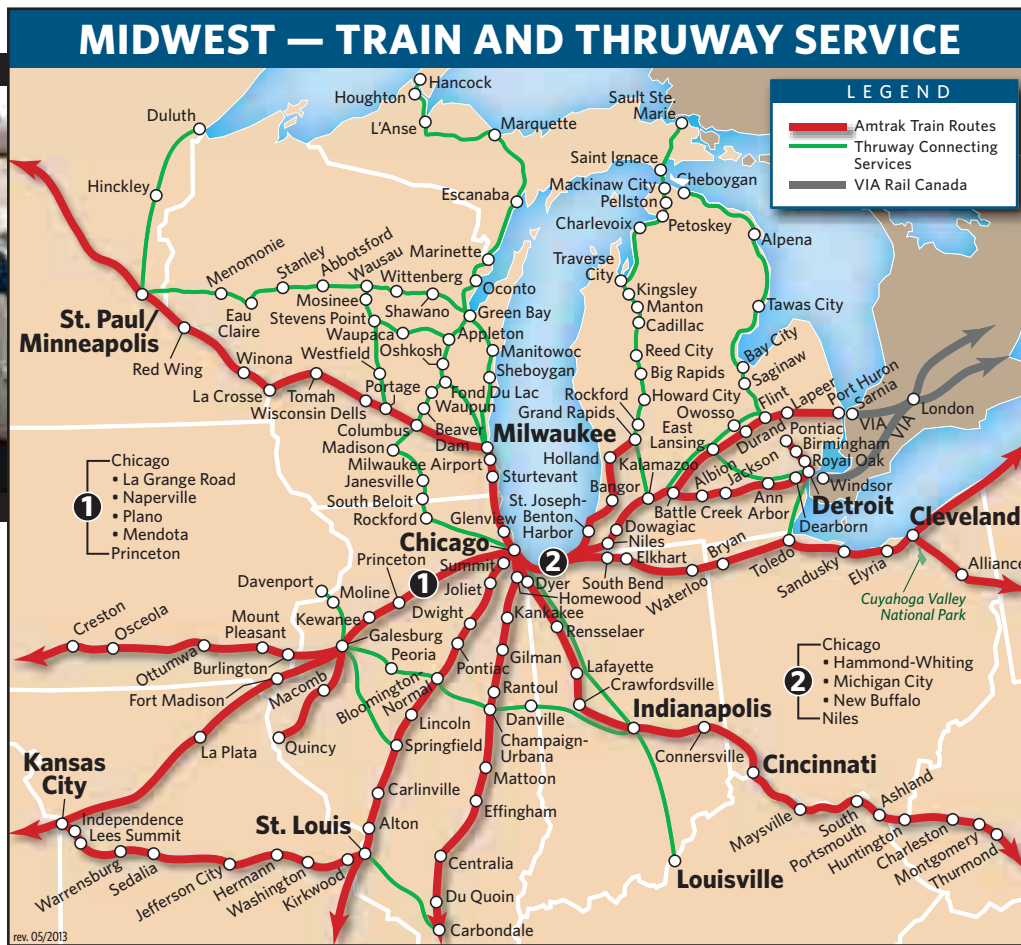 MIDWEST — TRAIN AND THRUWAY SERVICE
LEGEND
Amtrak Train Routes
Thruway Connecting
Services
VIA Rail Canada
Hancock
Houghton
L'Anse
Marquette
Sault Ste.
Marie
Duluth
Saint Ignace
Mackinaw City
Cheboygan
Pellston
Hinckley
Escanaba
Charlevoix
Petoskey
Alpena
Menomonie
Stanley
Abbotsford
Wausau
Marinette
Traverse
City
Wittenberg
Oconto
Kingsley
Mosinee
Shawano
Manton
Tawas City
Eau
Claire
Stevens Point
Green Bay
Cadillac
St. Paul/
Minneapolis
Waupaca
Appleton
Red Wing
Winona
Westfield
Oshkosh
Manitowoc
Reed City
Bay City
Sheboygan
Big Rapids
Saginaw
La Crosse
Tomah
Portage
Fond Du Lac
Rockford
Howard City
Flint
Lapeer
Port Huron
Sarnia
Wisconsin Dells
Waupun
Grand Rapids
Owosso
London
Columbus
Beaver
Dam
Milwaukee
East
Lansing
Durand
Pontiac
VIA
VIA
Birmingham
Madison
Holland
Kalamazoo
Albion
Jackson
Royal Oak
Milwaukee Airport
Janesville
Sturtevant
Bangor
Windsor
South Beloit
St. Joseph-
Benton
Harbor
Battle Creek
Ann
Arbor
Detroit
Rockford
Glenview
Dowagiac
Dearborn
Cleveland
1
Chicago
• La Grange Road
• Naperville
• Plano
• Mendota
Princeton
Chicago
Niles
Bryan
Princeton
Summit
2
Elkhart
Toledo
Sandusky
Elyria
Alliance
Davenport
1
Joliet
Dyer
South Bend
Waterloo
Moline
Homewood
Cuyahoga Valley
National Park
Kewanee
Dwight
Kankakee
Creston
Osceola
Mount
Pleasant
Galesburg
Rensselaer
Ottumwa
Burlington
Peoria
Pontiac
Gilman
Lafayette
2
Chicago
• Hammond-Whiting
• Michigan City
• New Buffalo
Niles
Fort Madison
Macomb
Bloomington-
Normal
Rantoul
Crawfordsville
Lincoln
Danville
Indianapolis
La Plata
Quincy
Springfield
Champaign-
Urbana
Connersville
Kansas
City
Mattoon
Cincinnati
Carlinville
Effingham
Independence
Lees Summit
St. Louis
Alton
Maysville
South
Portsmouth
Ashland
Huntington
Charleston
Montgomery
Thurmond
Warrensburg
Sedalia
Jefferson City
Hermann
Washington
Kirkwood
Centralia
Louisville
Du Quoin
Carbondale
rev. 05/2013